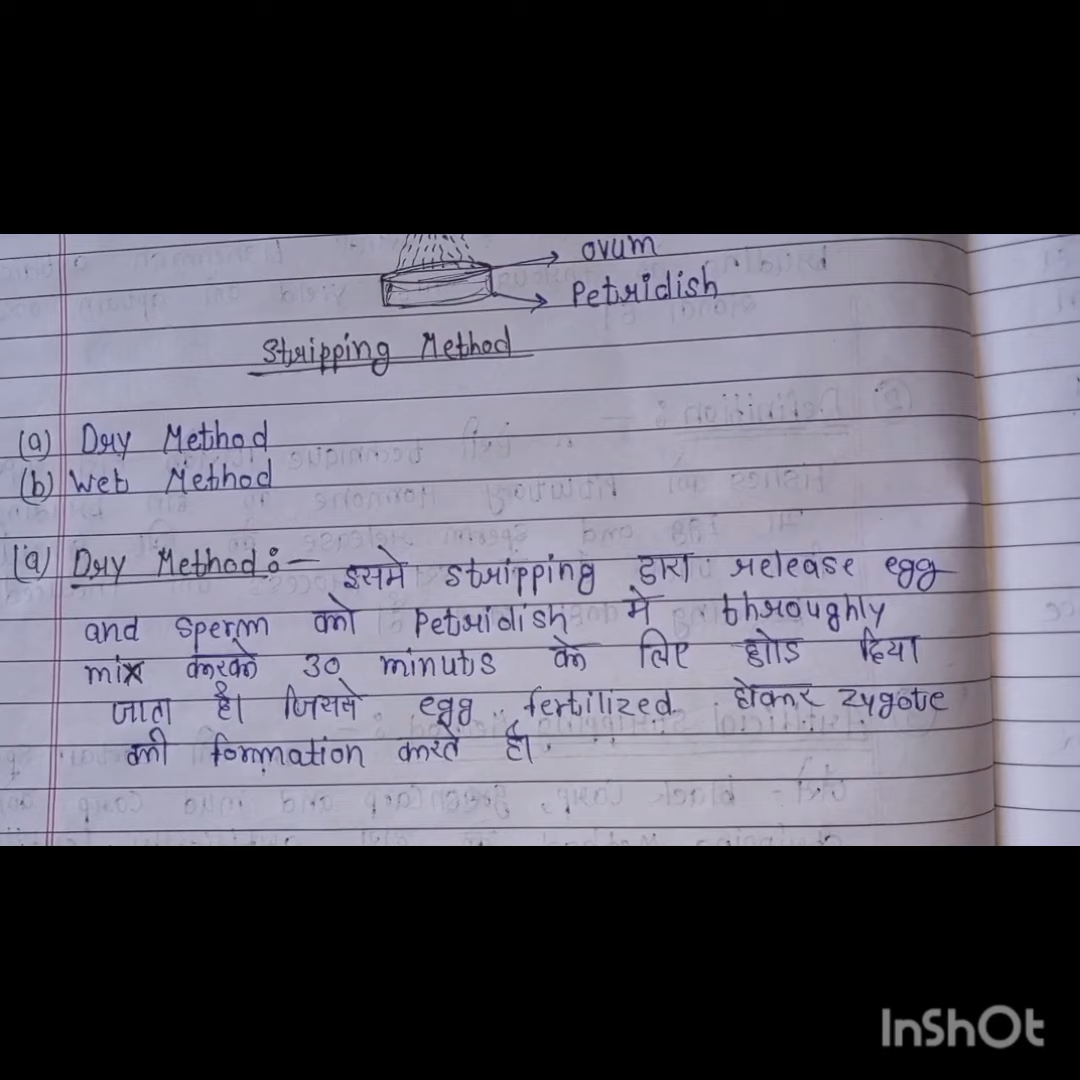 ovum
Petridish
Stripping Method
(a) Dry Method
(b) Wet Method
(a) Dry Method :- इसमे stripping द्वारा release egg
and sperm को Petridish मे throughly
mix करके 30 minuts के लिए छोड दिया
जाता है। जिससे egg fertilized होकर zygote
की formation करते है।
InShOt